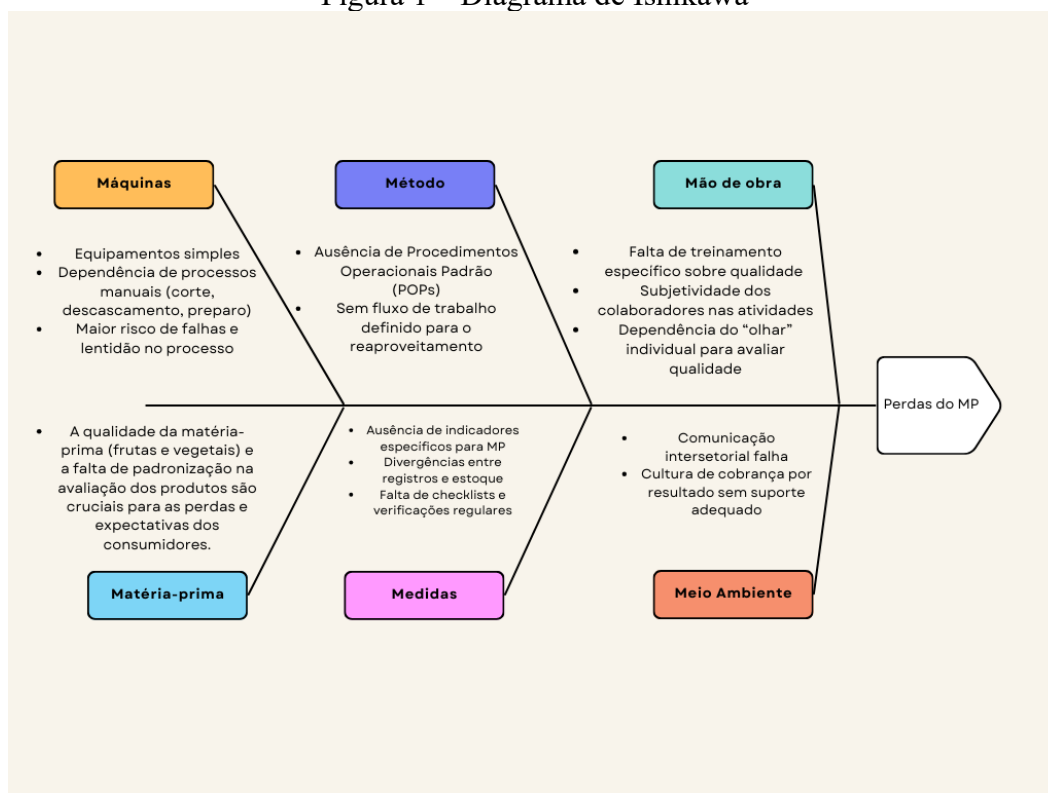 Figura 1 – Diagrama de Ishikawa
Máquinas
• Equipamentos simples
• Dependência de processos
manuais (corte,
descascamento, preparo)
• Maior risco de falhas e
lentidão no processo
Método
• Ausência de Procedimentos
Operacionais Padrão
(POPs)
• Sem fluxo de trabalho
definido para o
reaproveitamento
Mão de obra
• Falta de treinamento
específico sobre qualidade
• Subjetividade dos
colaboradores nas atividades
• Dependência do “olhar”
individual para avaliar
qualidade
Perdas do MP
• A qualidade da matéria-
prima (frutas e vegetais) e
a falta de padronização na
avaliação dos produtos são
cruciais para as perdas e
expectativas dos
consumidores.
Matéria-prima
• Ausência de indicadores
específicos para MP
• Divergências entre
registros e estoque
• Falta de checklists e
verificações regulares
Medidas
• Comunicação
intersetorial falha
• Cultura de cobrança por
resultado sem suporte
adequado
Meio Ambiente